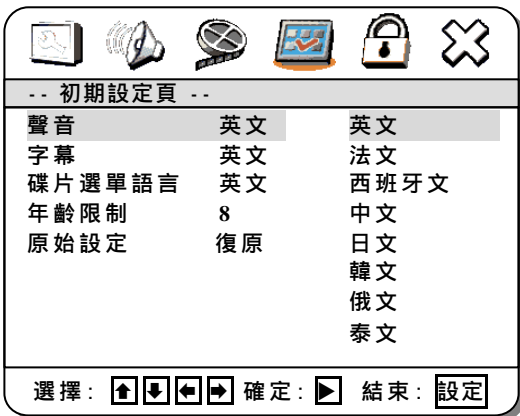 -- 初期設定頁 --
聲音 英文 英文
字幕 英文 法文
碟片選單語言 英文 西班牙文
年齡限制 8 中文
原始設定 復原 日文
韓文
俄文
泰文
選擇: 確定: 結束: 設定